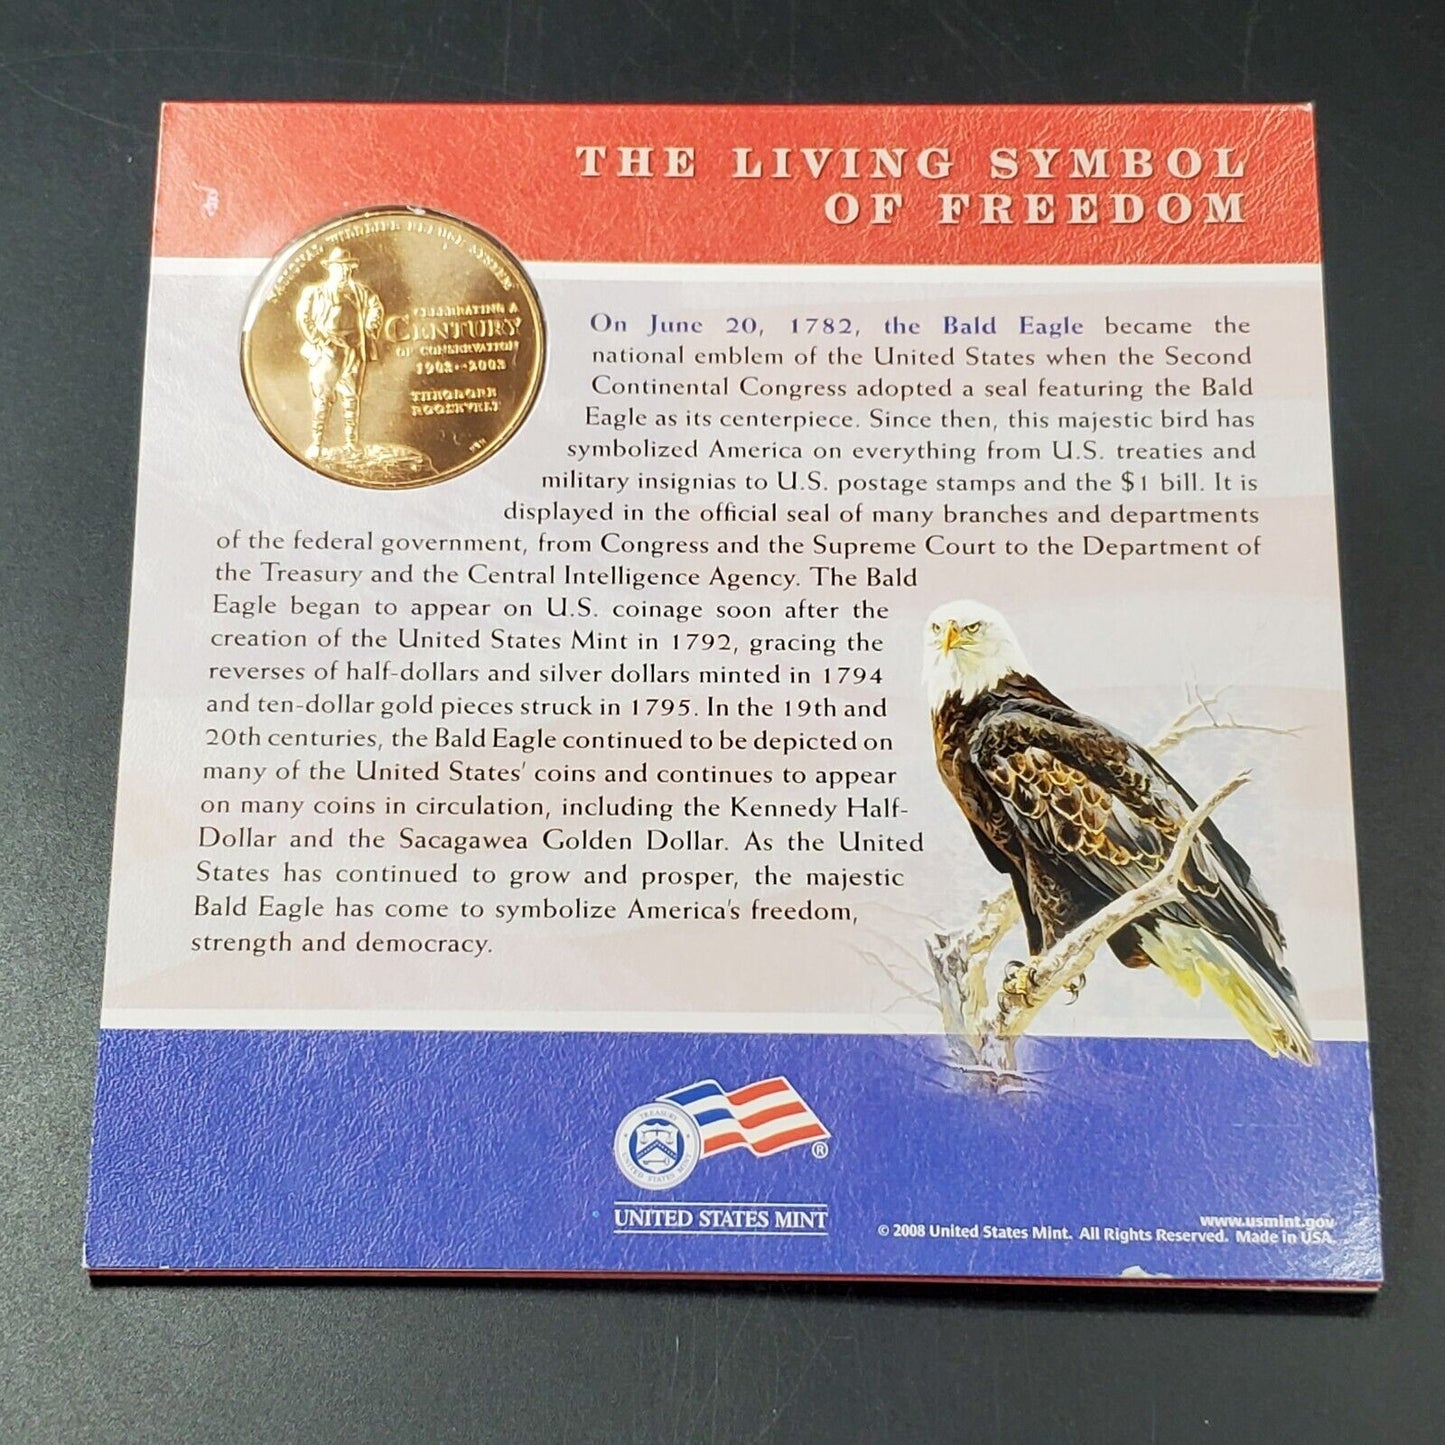 THE LIVING SYMBOL
OF FREEDOM
NATIONAL WILDLIFE REFUGE SYSTEM
CELEBRATING A
CENTURY
OF CONSERVATION
1903–2003
THEODORE
ROOSEVELT
On June 20, 1782, the Bald Eagle became the
national emblem of the United States when the Second
Continental Congress adopted a seal featuring the Bald
Eagle as its centerpiece. Since then, this majestic bird has
symbolized America on everything from U.S. treaties and
military insignias to U.S. postage stamps and the $1 bill. It is
displayed in the official seal of many branches and departments
of the federal government, from Congress and the Supreme Court to the Department of
the Treasury and the Central Intelligence Agency. The Bald
Eagle began to appear on U.S. coinage soon after the
creation of the United States Mint in 1792, gracing the
reverses of half-dollars and silver dollars minted in 1794
and ten-dollar gold pieces struck in 1795. In the 19th and
20th centuries, the Bald Eagle continued to be depicted on
many of the United States' coins and continues to appear
on many coins in circulation, including the Kennedy Half-
Dollar and the Sacagawea Golden Dollar. As the United
States has continued to grow and prosper, the majestic
Bald Eagle has come to symbolize America's freedom,
strength and democracy.
TREASURY
UNITED STATES MINT
®
UNITED STATES MINT
www.usmint.gov
© 2008 United States Mint. All Rights Reserved. Made in USA.